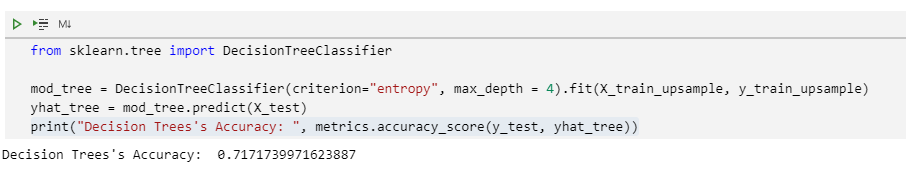 M↓
from sklearn.tree import DecisionTreeClassifier
mod_tree = DecisionTreeClassifier(criterion="entropy", max_depth = 4).fit(X_train_upsample, y_train_upsample)
yhat_tree = mod_tree.predict(X_test)
print("Decision Trees's Accuracy: ", metrics.accuracy_score(y_test, yhat_tree))
Decision Trees's Accuracy:  0.7171739971623887